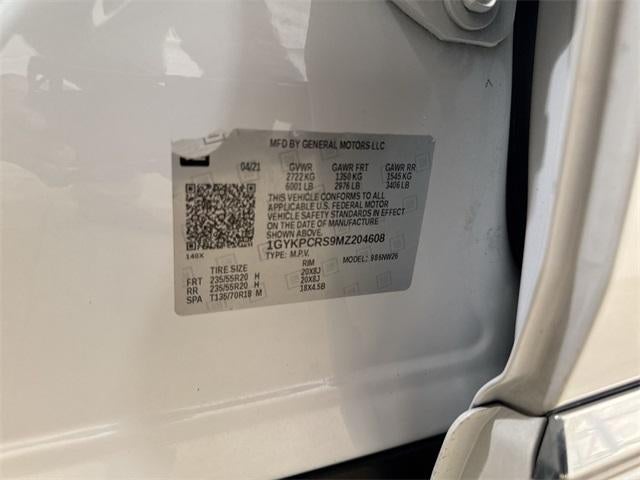 MFD BY GENERAL MOTORS LLC
04/21 GVWR GAWR FRT GAWR RR
2722 KG 1350 KG 1545 KG
6001 LB 2976 LB 3406 LB
THIS VEHICLE CONFORMS TO ALL
APPLICABLE U.S. FEDERAL MOTOR
VEHICLE SAFETY STANDARDS IN EFFECT
ON THE DATE OF MANUFACTURE
SHOWN ABOVE.
1GYKPCRS9MZ204608
148X TYPE: M.P.V. MODEL: 986NW26
TIRE SIZE RIM
FRT 235/55R20 H 20X8J
RR 235/55R20 H 20X8J
SPA T135/70R18 M 18X4.5B